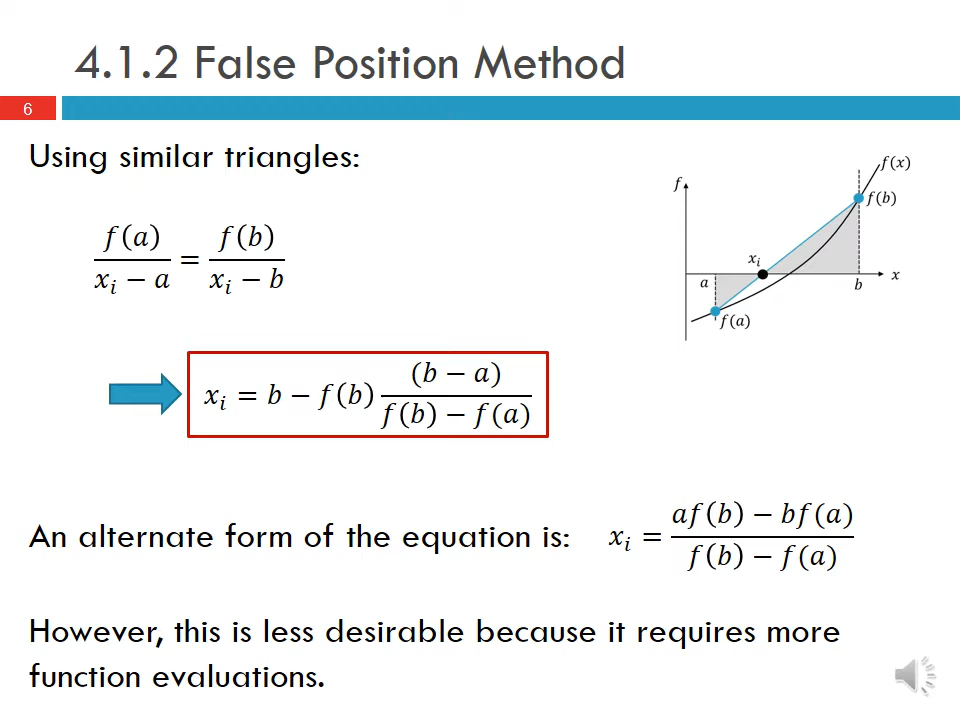 4.1.2 False Position Method
6
Using similar triangles:
f(a)/(xᵢ − a) = f(b)/(xᵢ − b)
f
f(x)
f(b)
xᵢ
a
b
x
f(a)
xᵢ = b − f(b) (b − a)/(f(b) − f(a))
An alternate form of the equation is: xᵢ = (af(b) − bf(a))/(f(b) − f(a))
However, this is less desirable because it requires more
function evaluations.